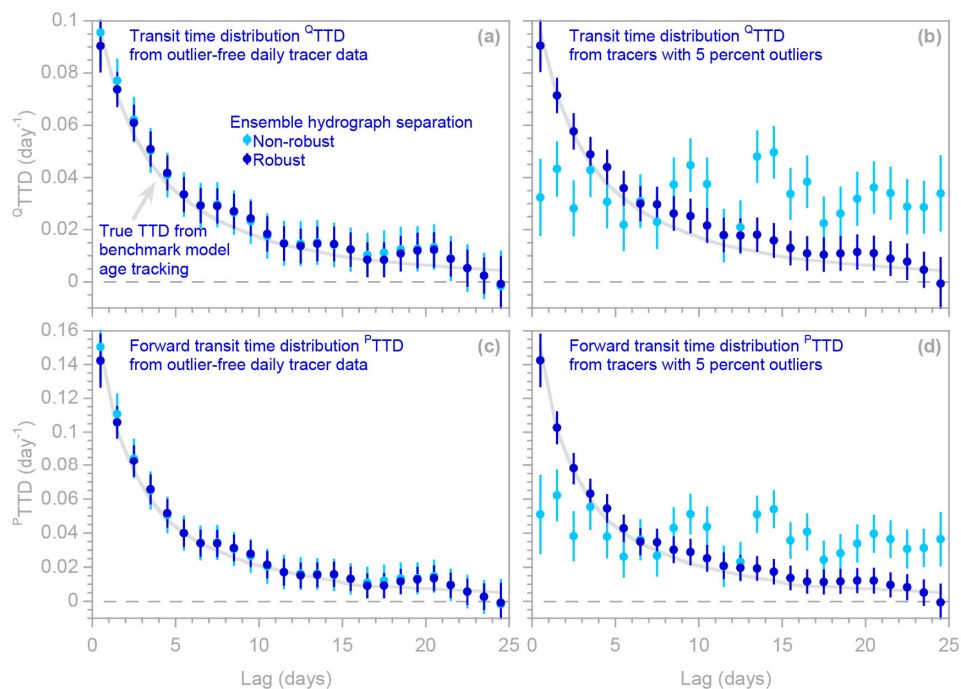 0.1
0.08
0.06
0.04
0.02
0
QTTD (day-1)
Transit time distribution QTTD
from outlier-free daily tracer data
(a)
Ensemble hydrograph separation
Non-robust
Robust
True TTD from
benchmark model
age tracking
Transit time distribution QTTD
from tracers with 5 percent outliers
(b)
0.16
0.14
0.12
0.1
0.08
0.06
0.04
0.02
0
PTTD (day-1)
Forward transit time distribution PTTD
from outlier-free daily tracer data
(c)
Forward transit time distribution PTTD
from tracers with 5 percent outliers
(d)
0 5 10 15 20 25
Lag (days)
0 5 10 15 20 25
Lag (days)